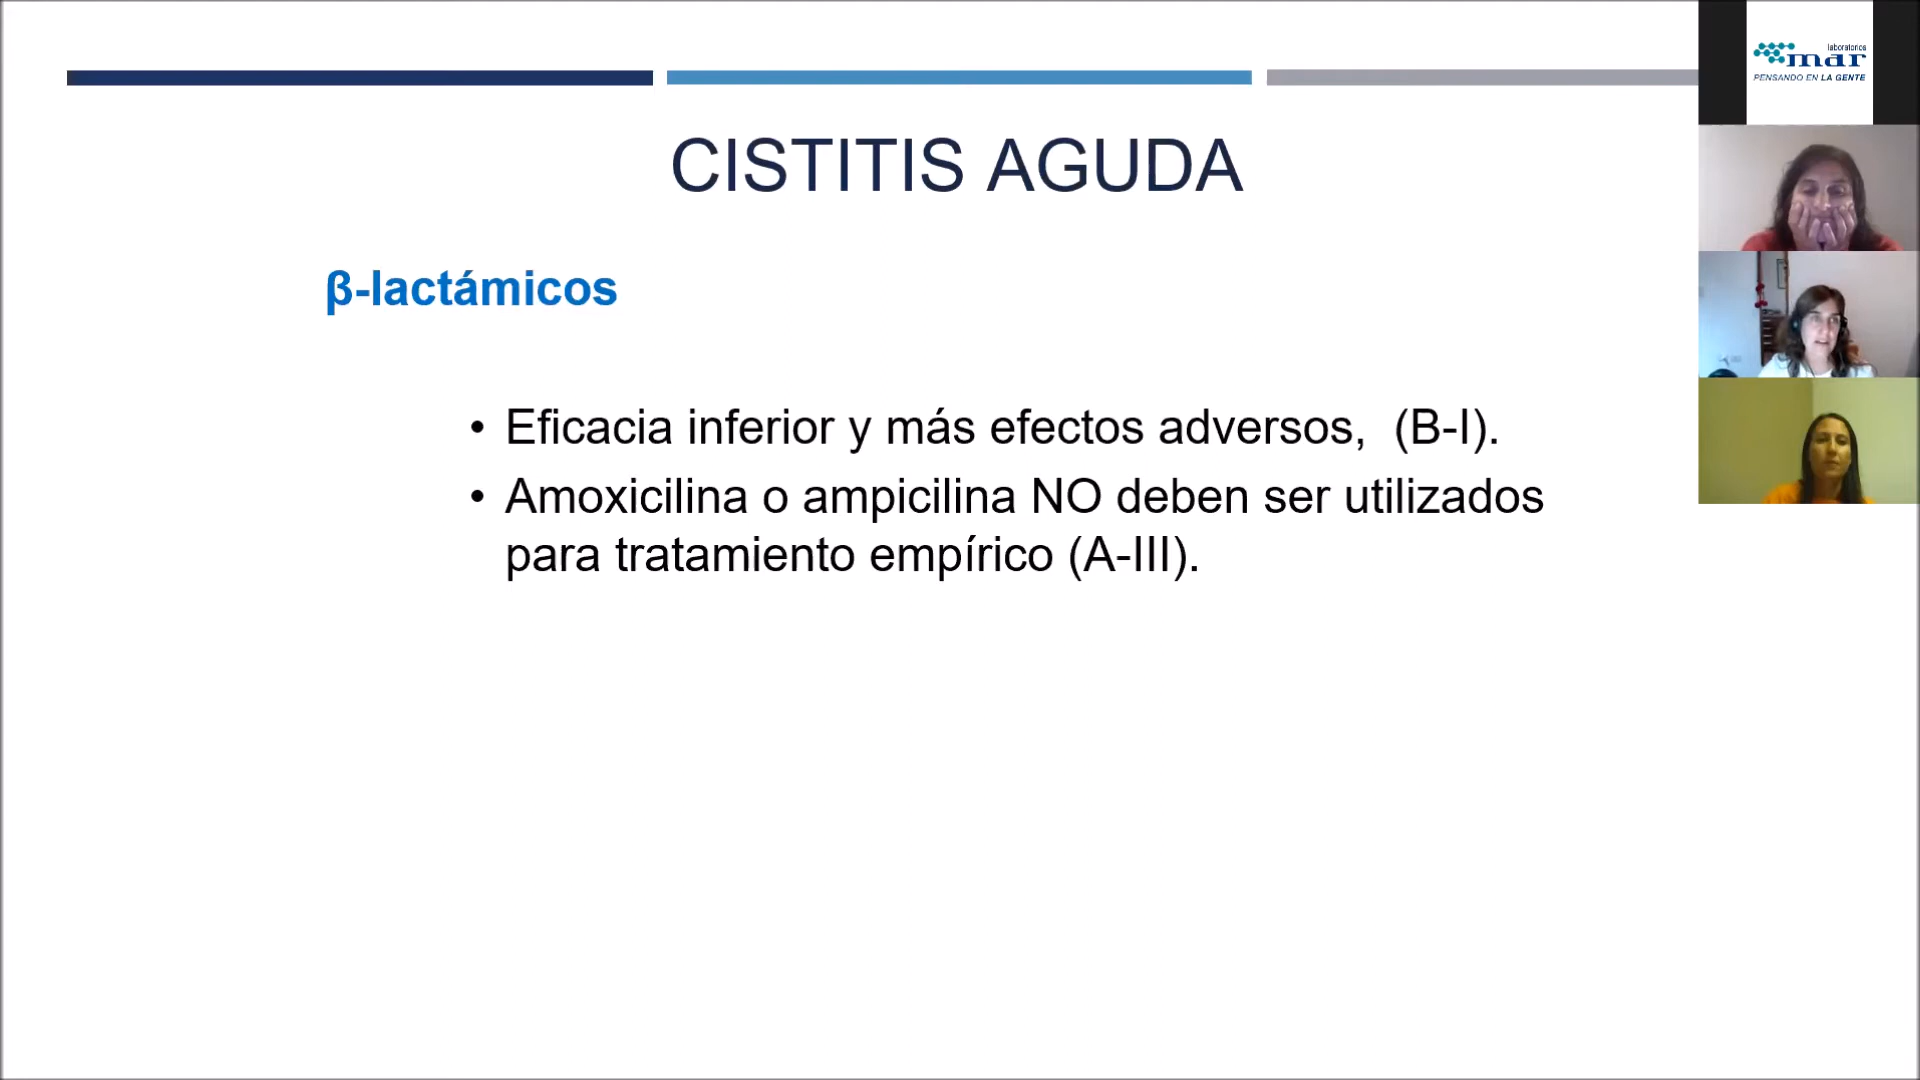 CISTITIS AGUDA
β-lactámicos
• Eficacia inferior y más efectos adversos,  (B-I).
• Amoxicilina o ampicilina NO deben ser utilizados
para tratamiento empírico (A-III).
laboratorios
mar
PENSANDO EN LA GENTE